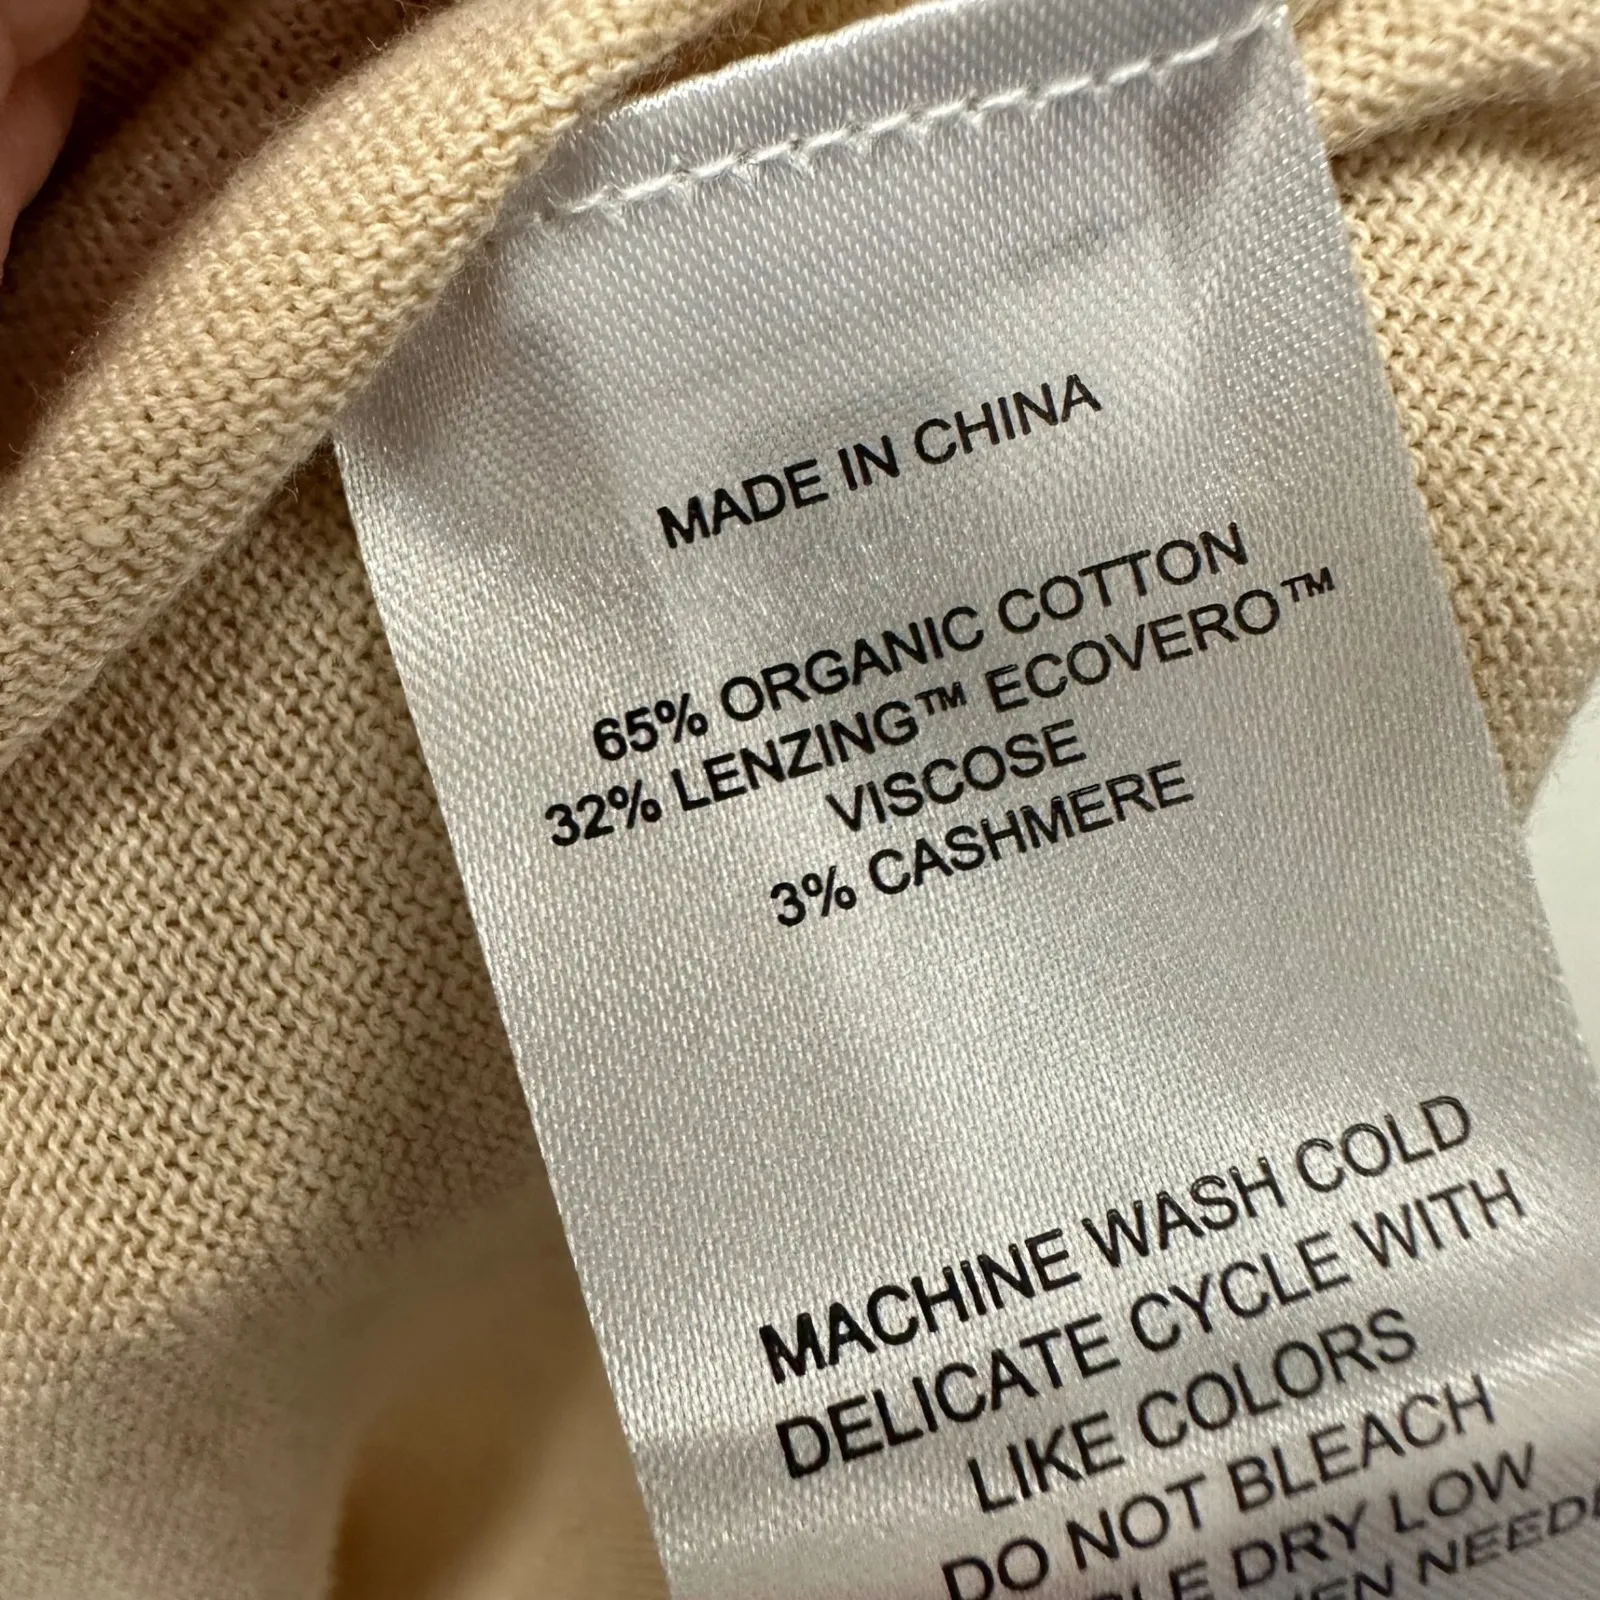 MADE IN CHINA
65% ORGANIC COTTON
32% LENZING™ ECOVERO™
VISCOSE
3% CASHMERE
MACHINE WASH COLD
DELICATE CYCLE WITH
LIKE COLORS
DO NOT BLEACH
DRY LOW